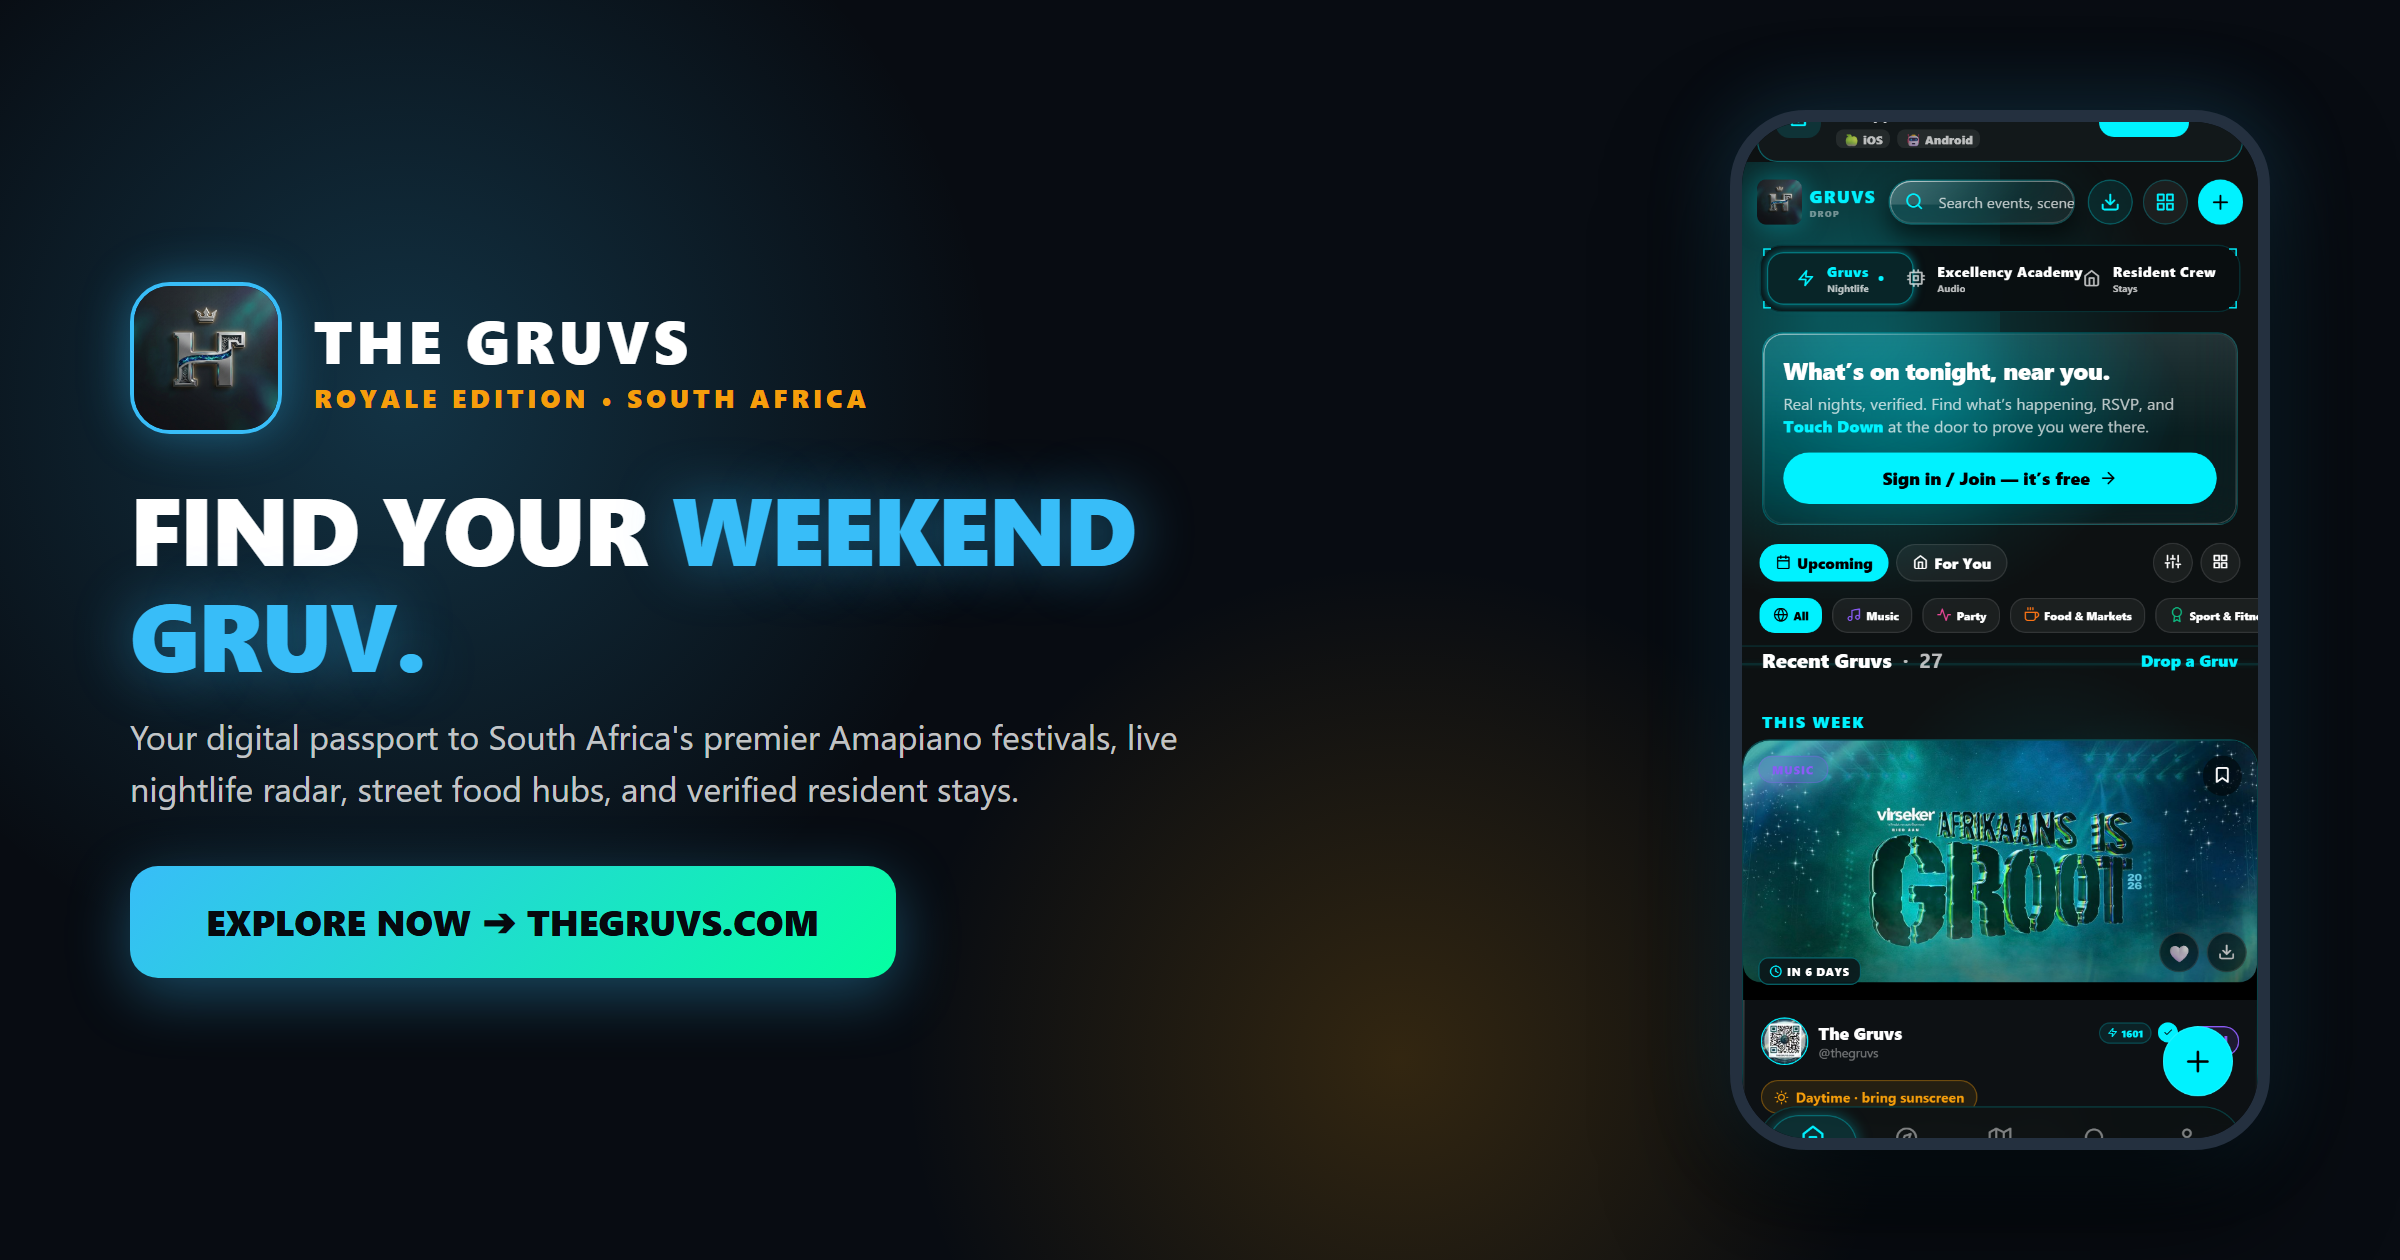 THE GRUVS
ROYALE EDITION • SOUTH AFRICA
FIND YOUR WEEKEND
GRUV.
Your digital passport to South Africa's premier Amapiano festivals, live
nightlife radar, street food hubs, and verified resident stays.
EXPLORE NOW ➔ THEGRUVS.COM
iOS
Android
GRUVS
DROP
Search events, scene
Gruvs
Nightlife
Excellency Academy
Audio
Resident Crew
Stays
What's on tonight, near you.
Real nights, verified. Find what's happening, RSVP, and
Touch Down at the door to prove you were there.
Sign in / Join — it's free →
Upcoming
For You
All
Music
Party
Food & Markets
Sport & Fitne
Recent Gruvs · 27
Drop a Gruv
THIS WEEK
MUSIC
virseker
AFRIKAANS IS
GROOT
20
26
IN 6 DAYS
The Gruvs
@thegruvs
1601
Daytime · bring sunscreen